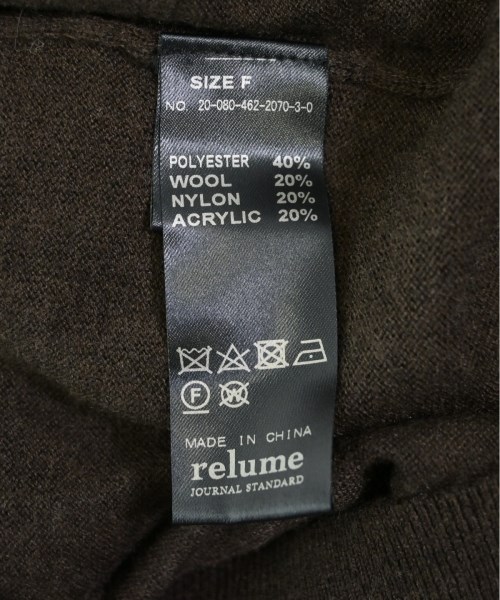 SIZE F
NO 20-080-462-2070-3-0
POLYESTER 40%
WOOL 20%
NYLON 20%
ACRYLIC 20%
F W
MADE IN CHINA
relume
JOURNAL STANDARD